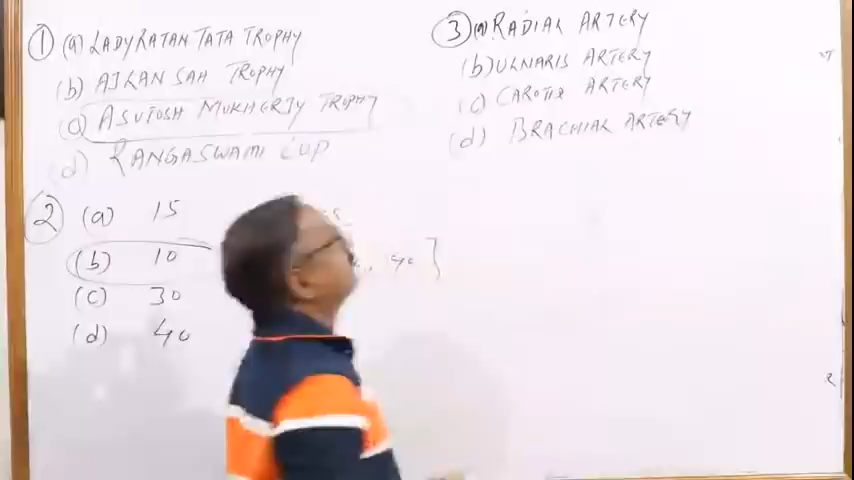 1 (a) LADY RATAN TATA TROPHY
(b) AJLAN SAH TROPHY
(c) ASUTOSH MUKHERJY TROPHY
(d) RANGASWAMI CUP
2 (a) 15
(b) 10
(c) 30
(d) 40
, 40 }
3 (a) RADIAL ARTERY
(b) ULNARIS ARTERY
(c) CAROTID ARTERY
(d) BRACHIAL ARTERY